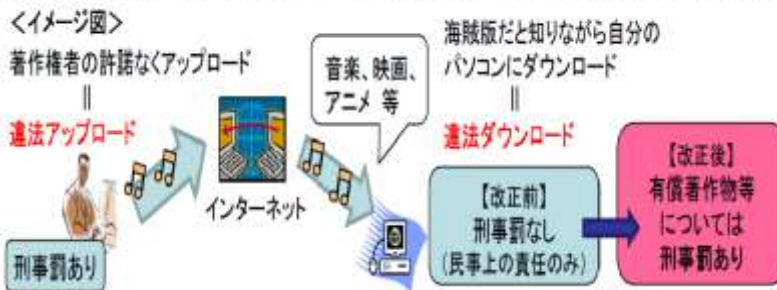 <イメージ図>
著作権者の許諾なくアップロード
||
違法アップロード
刑事罰あり
インターネット
音楽、映画、
アニメ 等
海賊版だと知りながら自分の
パソコンにダウンロード
||
違法ダウンロード
【改正前】
刑事罰なし
(民事上の責任のみ)
【改正後】
有償著作物等
については
刑事罰あり